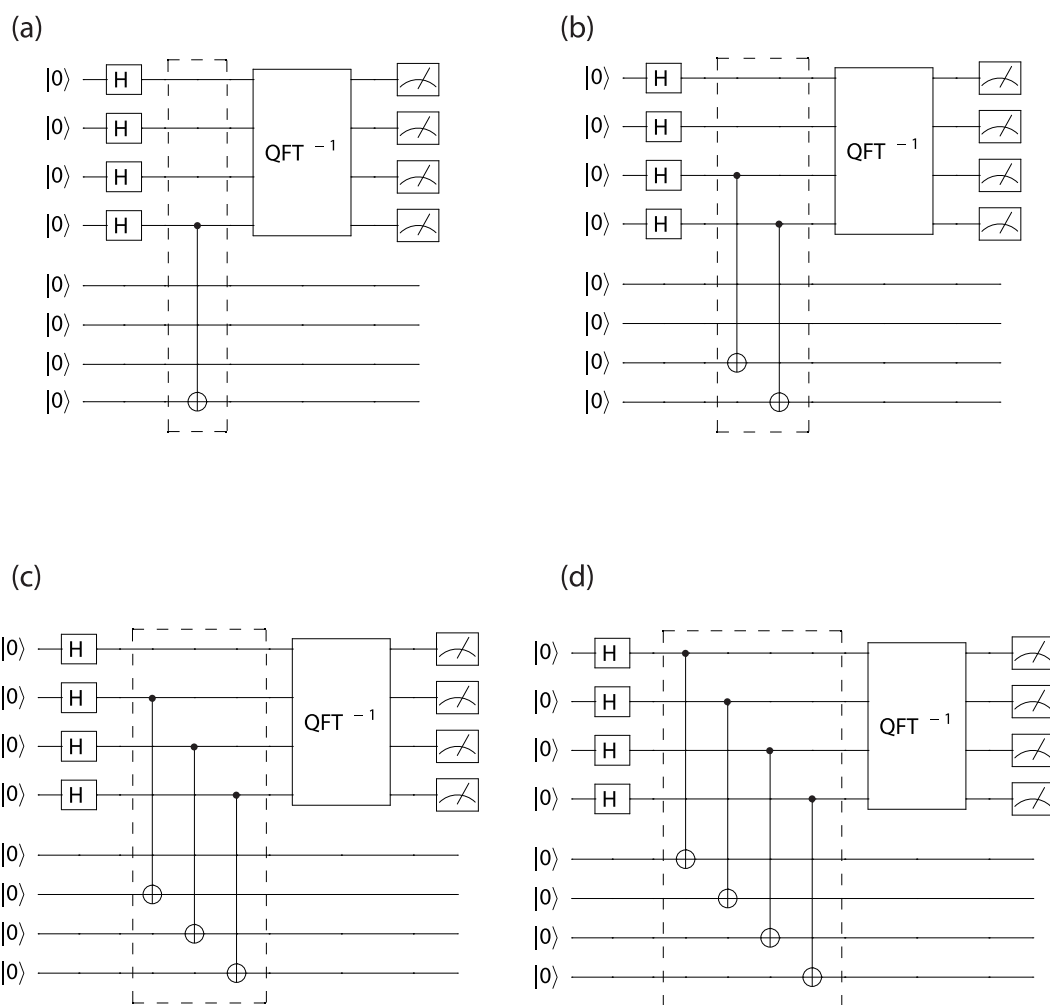 (a) (b)
|0⟩ H |0⟩ H
|0⟩ H |0⟩ H
QFT ⁻¹ QFT ⁻¹
|0⟩ H |0⟩ H
|0⟩ H |0⟩ H
|0⟩ |0⟩
|0⟩ |0⟩
|0⟩ |0⟩
|0⟩ |0⟩
(c) (d)
|0⟩ H |0⟩ H
|0⟩ H |0⟩ H
QFT ⁻¹ QFT ⁻¹
|0⟩ H |0⟩ H
|0⟩ H |0⟩ H
|0⟩ |0⟩
|0⟩ |0⟩
|0⟩ |0⟩
|0⟩ |0⟩